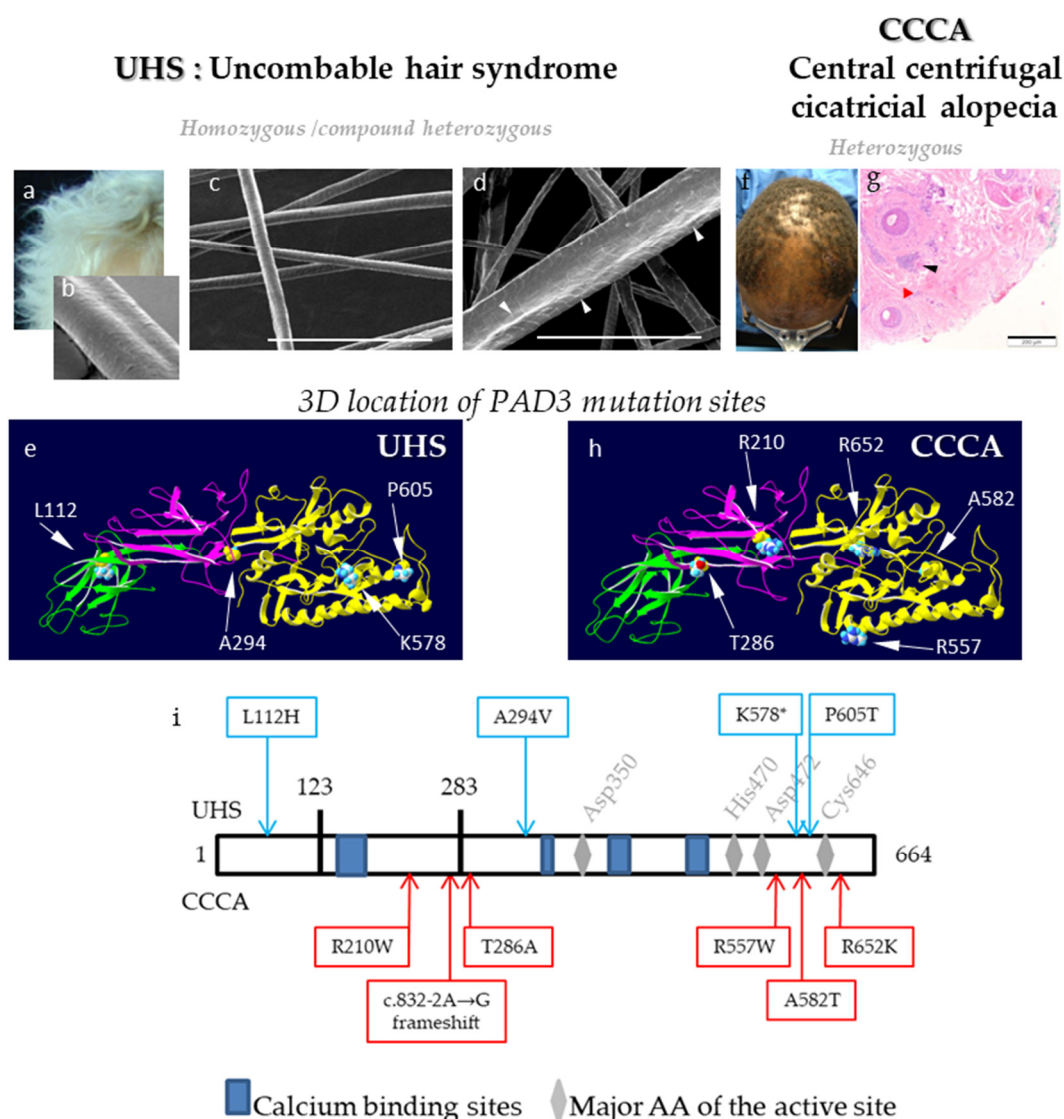 UHS : Uncombable hair syndrome
Homozygous /compound heterozygous
CCCA
Central centrifugal
cicatricial alopecia
Heterozygous
a
b
c
d
f
g
200 µm
3D location of PAD3 mutation sites
e
UHS
L112
A294
P605
K578
h
CCCA
R210
R652
A582
T286
R557
i
L112H
A294V
K578*
P605T
123
283
Asp350
His470
Asp472
Cys646
UHS
1
664
CCCA
R210W
T286A
R557W
R652K
c.832-2A→G
frameshift
A582T
Calcium binding sites
Major AA of the active site